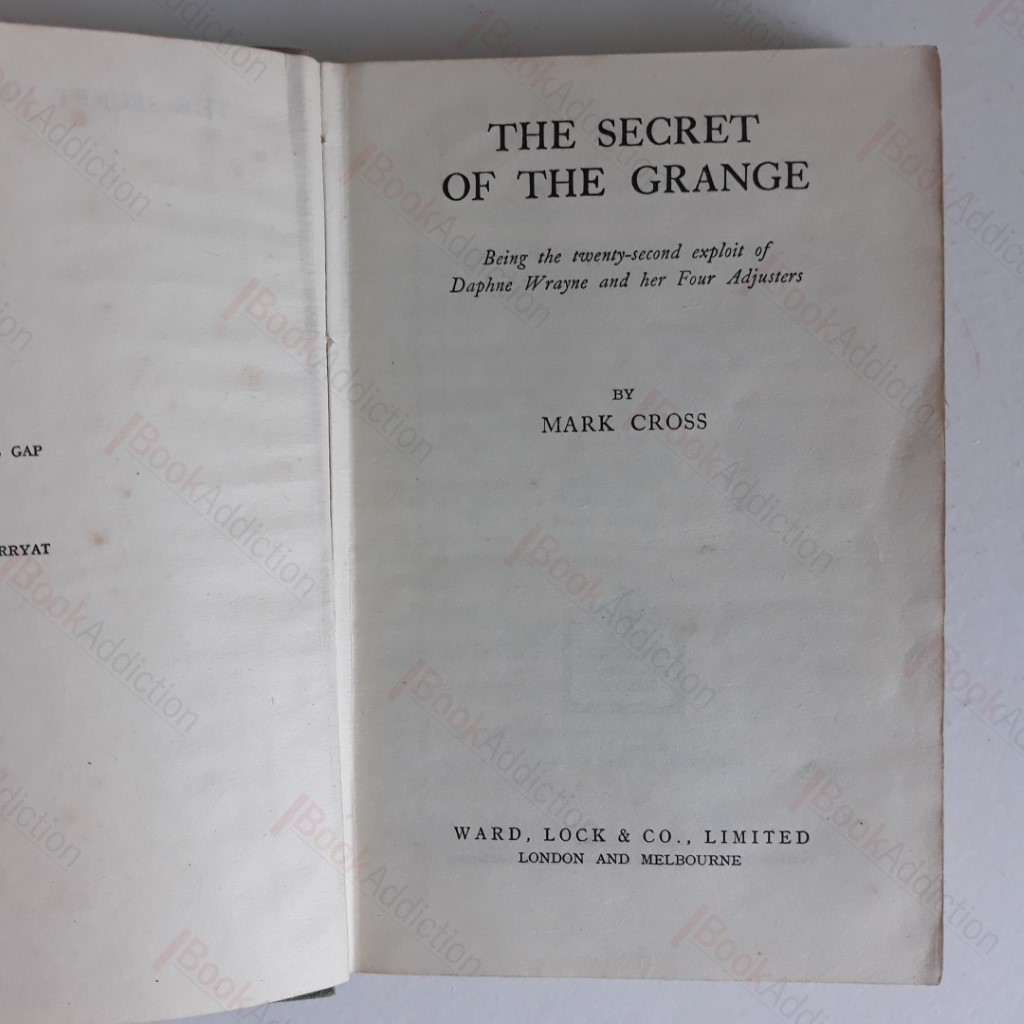 GAP
RRYAT
THE SECRET
OF THE GRANGE
Being the twenty-second exploit of
Daphne Wrayne and her Four Adjusters
BY
MARK CROSS
WARD, LOCK & CO., LIMITED
LONDON AND MELBOURNE
BookAddiction